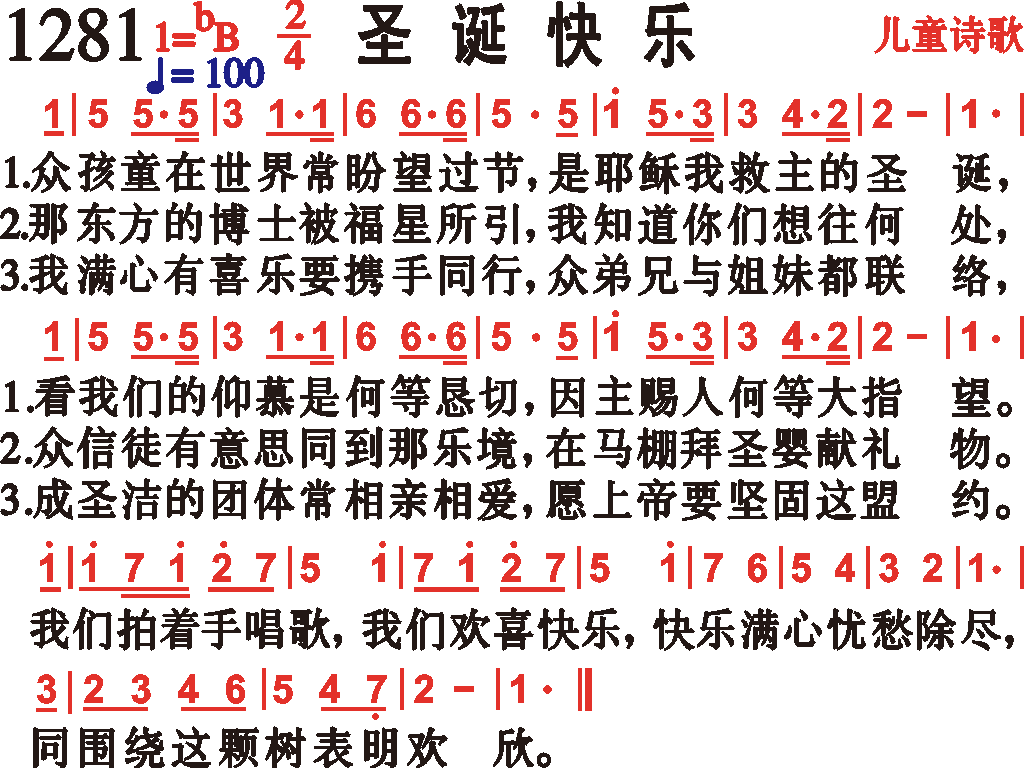 1281 1=ᵇB 2/4 圣诞快乐 儿童诗歌
♩=100
1|5 5·5|3 1·1|6 6·6|5 · 5|i 5·3|3 4·2|2 −|1·|
1.众孩童在世界常盼望过节,是耶稣我救主的圣 诞,
2.那东方的博士被福星所引,我知道你们想往何 处,
3.我满心有喜乐要携手同行,众弟兄与姐妹都联 络,
1|5 5·5|3 1·1|6 6·6|5 · 5|i 5·3|3 4·2|2 −|1·|
1.看我们的仰慕是何等恳切,因主赐人何等大指 望。
2.众信徒有意思同到那乐境,在马棚拜圣婴献礼 物。
3.成圣洁的团体常相亲相爱,愿上帝要坚固这盟 约。
i|i 7 i 2̇ 7|5 i|7 i 2̇ 7|5 i|7 6|5 4|3 2|1·|
我们拍着手唱歌,我们欢喜快乐,快乐满心忧愁除尽,
3|2 3 4 6|5 4 7̣|2 −|1·‖
同围绕这颗树表明欢 欣。